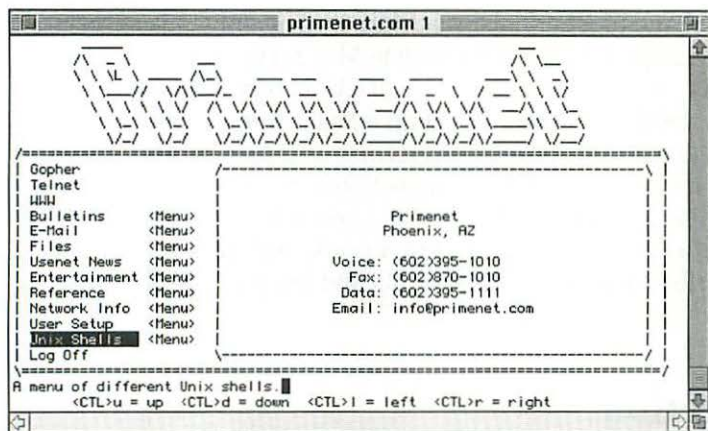 primenet.com 1
Primenet
Gopher
Telnet
WWW
Bulletins <Menu>
E-Mail <Menu>
Files <Menu>
Usenet News <Menu>
Entertainment <Menu>
Reference <Menu>
Network Info <Menu>
User Setup <Menu>
Unix Shells <Menu>
Log Off
Primenet
Phoenix, AZ
Voice: (602)395-1010
Fax: (602)870-1010
Data: (602)395-1111
Email: info@primenet.com
A menu of different Unix shells.
<CTL>u = up <CTL>d = down <CTL>l = left <CTL>r = right